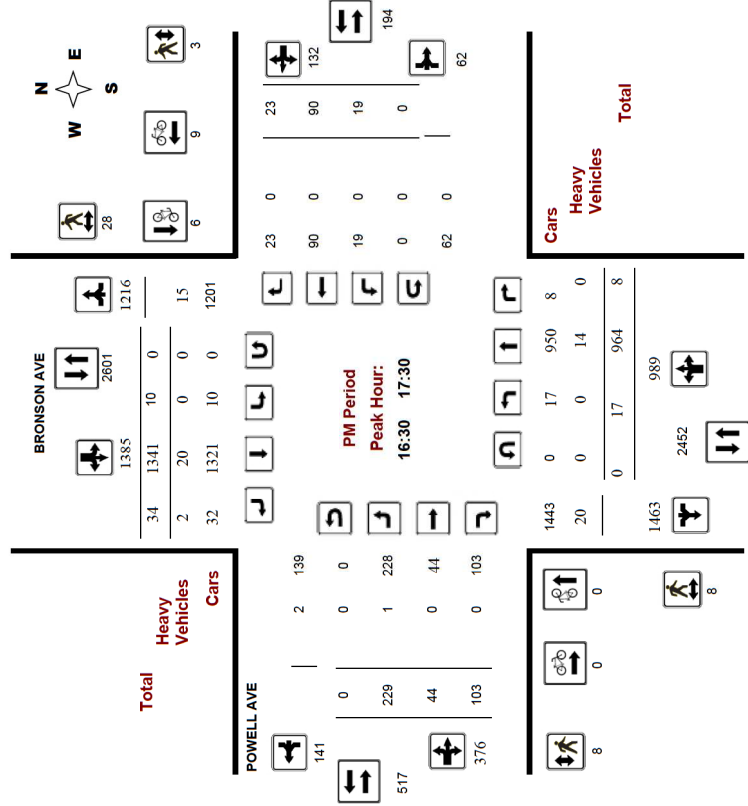 N
W E
S
3
9
28
6
194
132
62
23 0 0 23
90 0 0 90
19 0 0 19
0 0 0 0
62 0
BRONSON AVE
2601
1385
1216
34 1341 10 0
2 20 0 0 15
32 1321 10 0 1201
Total
Heavy
Vehicles
Cars
PM Period
Peak Hour:
16:30 17:30
POWELL AVE
2 139
0 0 0
229 1 228
44 0 44
103 0 103
141
517
376
Cars
Heavy
Vehicles
Total
1443 0 17 950 8
20 0 0 14 0
0 17 964 8
1463
989
2452
0
0
8
8